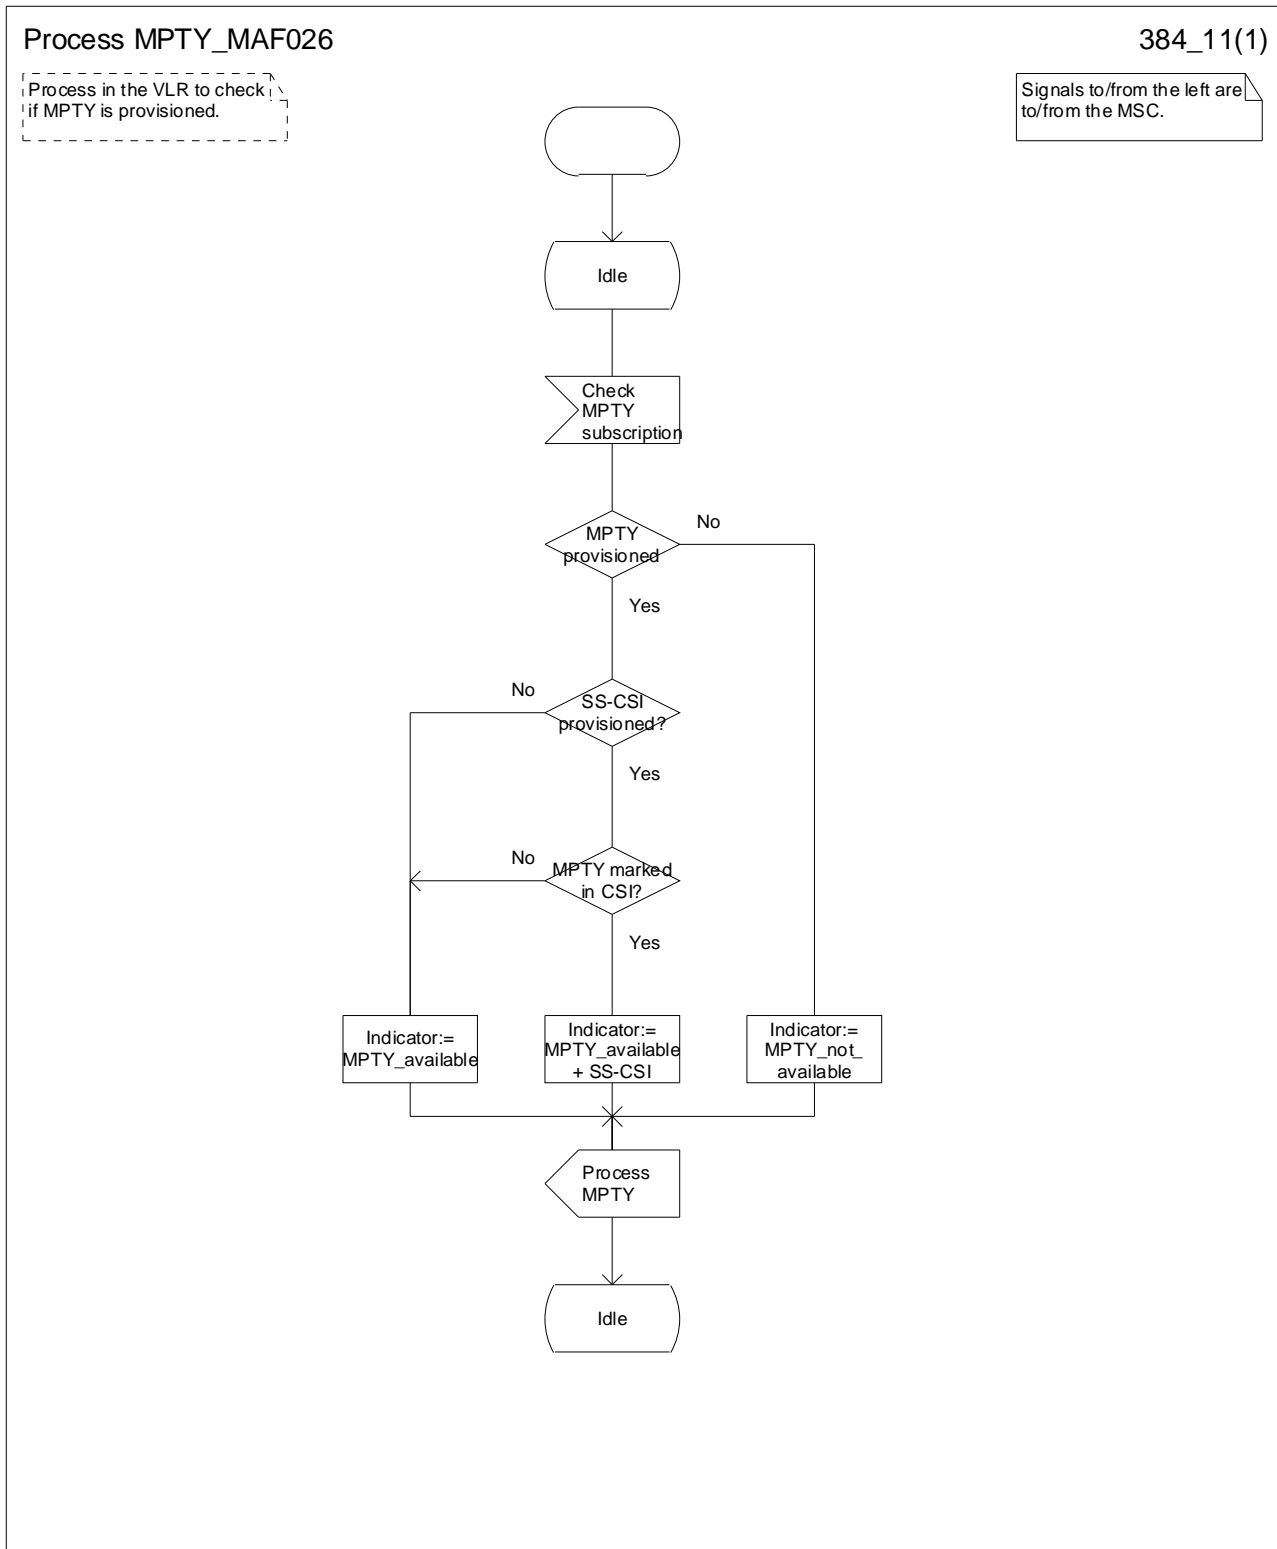 Process MPTY_MAF026
384_11(1)
Process in the VLR to check
if MPTY is provisioned.
Signals to/from the left are
to/from the MSC.
Idle
Check
MPTY
subscription
MPTY
provisioned
No
Yes
No
SS-CSI
provisioned?
Yes
No
MPTY marked
in CSI?
Yes
Indicator:=
MPTY_available
Indicator:=
MPTY_available
+ SS-CSI
Indicator:=
MPTY_not_
available
Process
MPTY
Idle